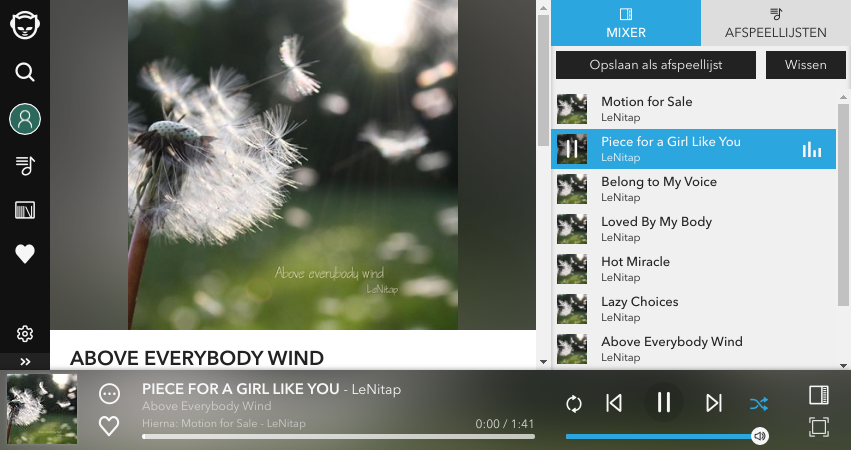 Above everybody wind
LeNitap
ABOVE EVERYBODY WIND
MIXER
AFSPEELLIJSTEN
Opslaan als afspeellijst
Wissen
Motion for Sale
LeNitap
Piece for a Girl Like You
LeNitap
Belong to My Voice
LeNitap
Loved By My Body
LeNitap
Hot Miracle
LeNitap
Lazy Choices
LeNitap
Above Everybody Wind
LeNitap
PIECE FOR A GIRL LIKE YOU - LeNitap
Above Everybody Wind
Hierna: Motion for Sale - LeNitap
0:00 / 1:41